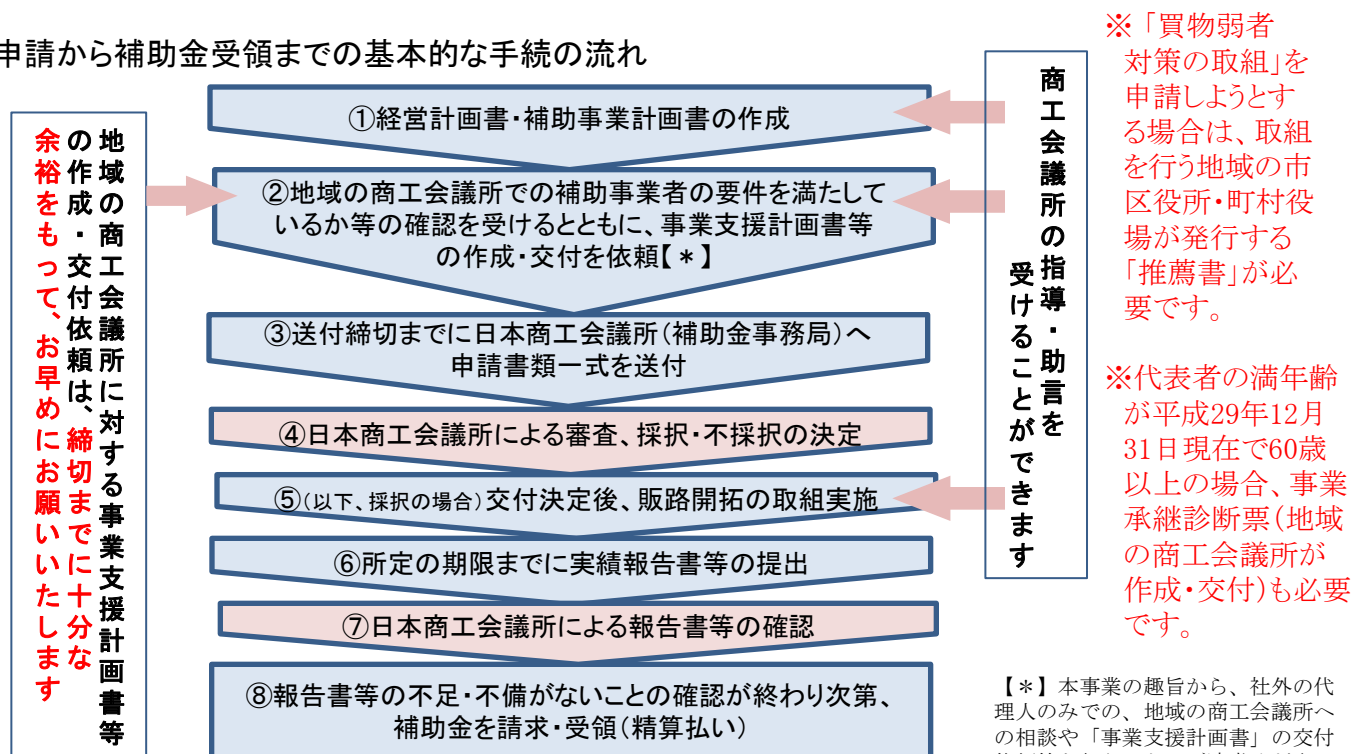 申請から補助金受領までの基本的な手続の流れ
地域の商工会議所に対する事業支援計画書等
の作成・交付依頼は、締切までに十分な
余裕をもって、お早めにお願いいたします
①経営計画書・補助事業計画書の作成
②地域の商工会議所での補助事業者の要件を満たして
いるか等の確認を受けるとともに、事業支援計画書等
の作成・交付を依頼【＊】
③送付締切までに日本商工会議所（補助金事務局）へ
申請書類一式を送付
④日本商工会議所による審査、採択・不採択の決定
⑤（以下、採択の場合）交付決定後、販路開拓の取組実施
⑥所定の期限までに実績報告書等の提出
⑦日本商工会議所による報告書等の確認
⑧報告書等の不足・不備がないことの確認が終わり次第、
補助金を請求・受領（精算払い）
商工会議所の指導・助言を
受けることができます
※「買物弱者
対策の取組」を
申請しようとす
る場合は、取組
を行う地域の市
区役所・町村役
場が発行する
「推薦書」が必
要です。
※代表者の満年齢
が平成29年12月
31日現在で60歳
以上の場合、事業
承継診断票（地域
の商工会議所が
作成・交付）も必要
です。
【＊】本事業の趣旨から、社外の代
理人のみでの、地域の商工会議所へ
の相談や「事業支援計画書」の交付